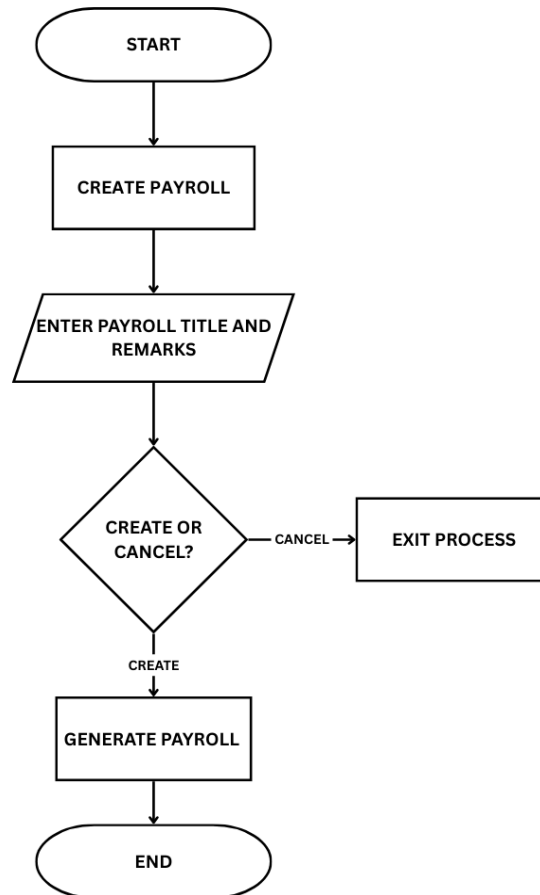 START
CREATE PAYROLL
ENTER PAYROLL TITLE AND
REMARKS
CREATE OR
CANCEL?
CANCEL
EXIT PROCESS
CREATE
GENERATE PAYROLL
END